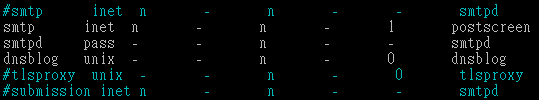 #smtp      inet  n       -       n       -       -       smtpd
smtp      inet  n       -       n       -       1       postscreen
smtpd     pass  -       -       n       -       -       smtpd
dnsblog   unix  -       -       n       -       0       dnsblog
#tlsproxy  unix  -       -       n       -       0       tlsproxy
#submission inet n       -       n       -       -       smtpd